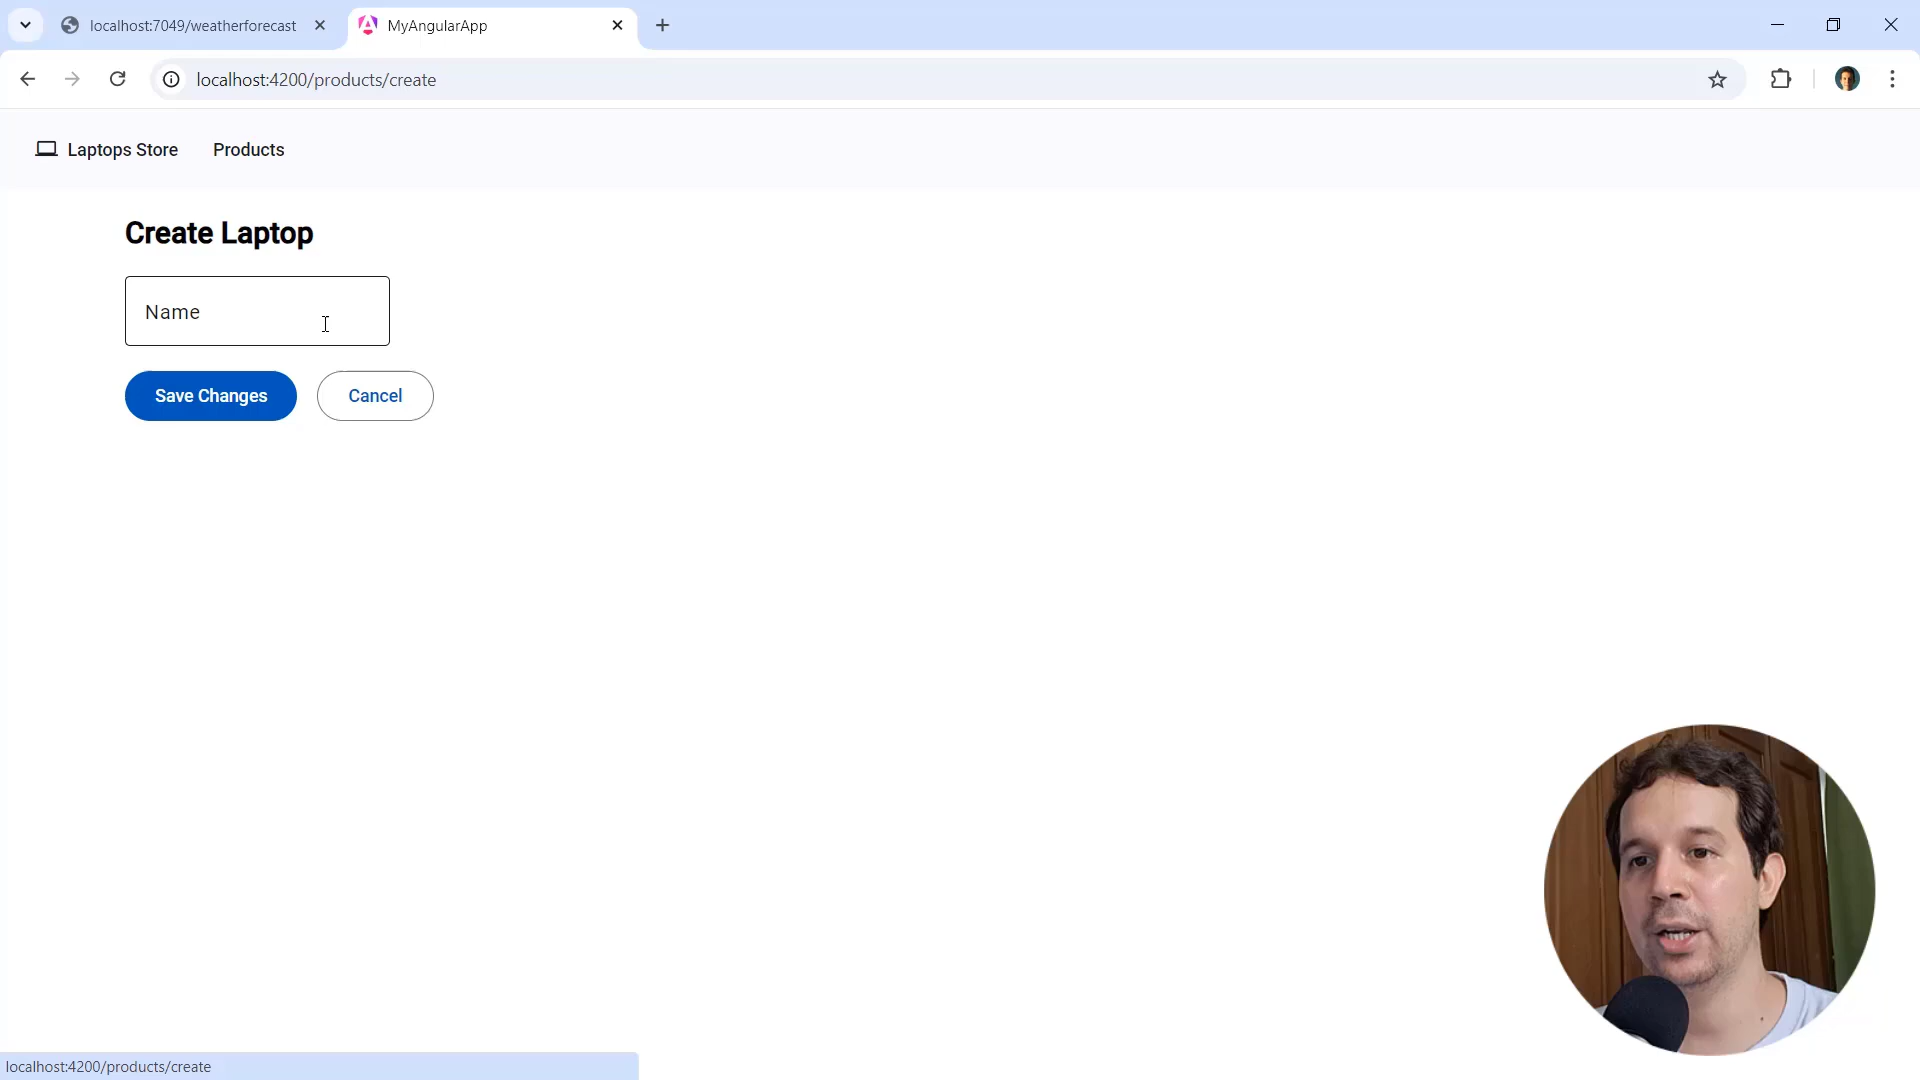 localhost:7049/weatherforecast
MyAngularApp
localhost:4200/products/create
Laptops Store
Products
Create Laptop
Name
Save Changes
Cancel
localhost:4200/products/create